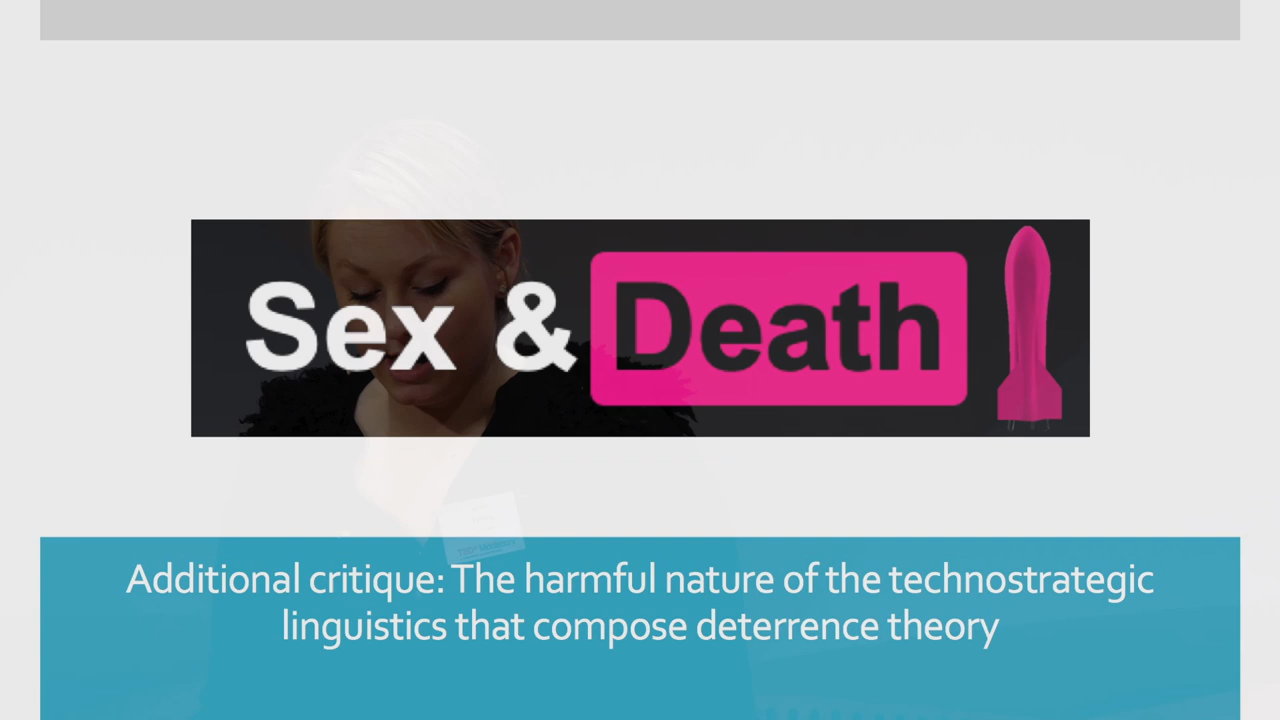 Sex & Death
Additional critique: The harmful nature of the technostrategic
linguistics that compose deterrence theory